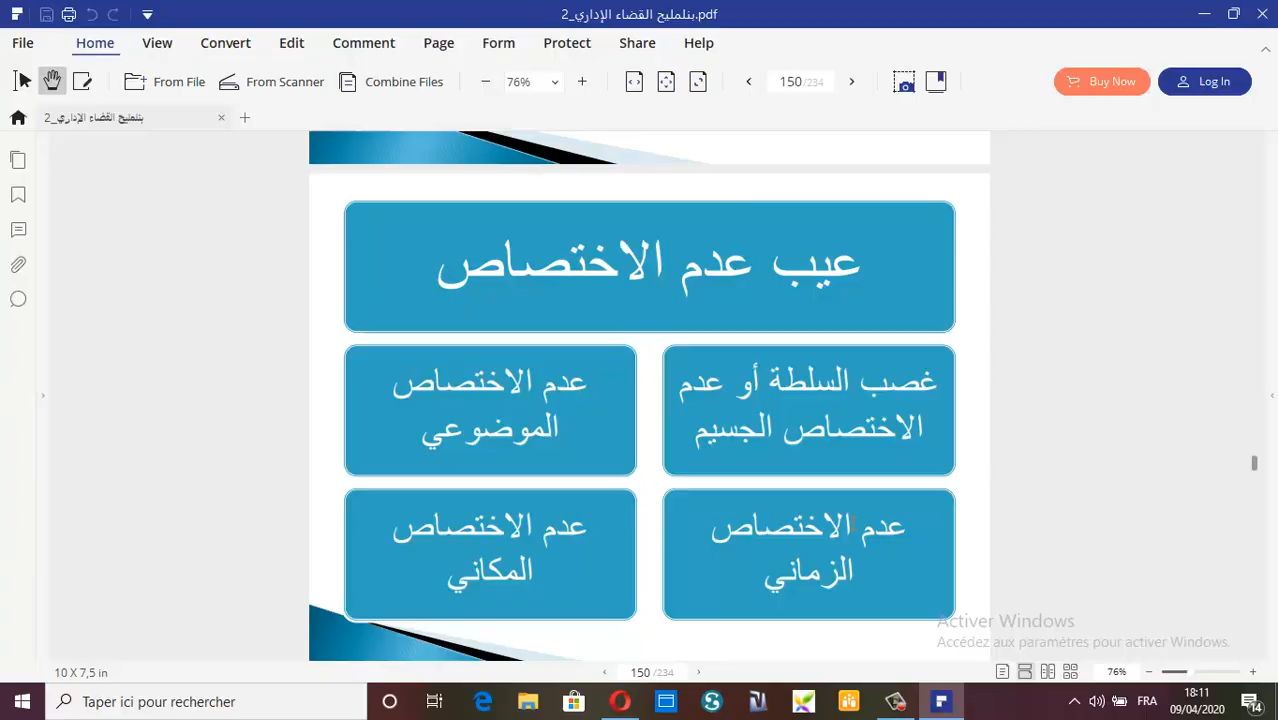 بنلمليح القضاء الإداري_2.pdf
File Home View Convert Edit Comment Page Form Protect Share Help
From File From Scanner Combine Files 76% 150/234 Buy Now Log In
بنلمليح القضاء الإداري_2
عيب عدم الاختصاص
غصب السلطة أو عدم
الاختصاص الجسيم
عدم الاختصاص
الموضوعي
عدم الاختصاص
الزماني
عدم الاختصاص
المكاني
Activer Windows
Accédez aux paramètres pour activer Windows.
10 X 7,5 in 150/234 76%
Taper ici pour rechercher FRA 18:11
09/04/2020 14